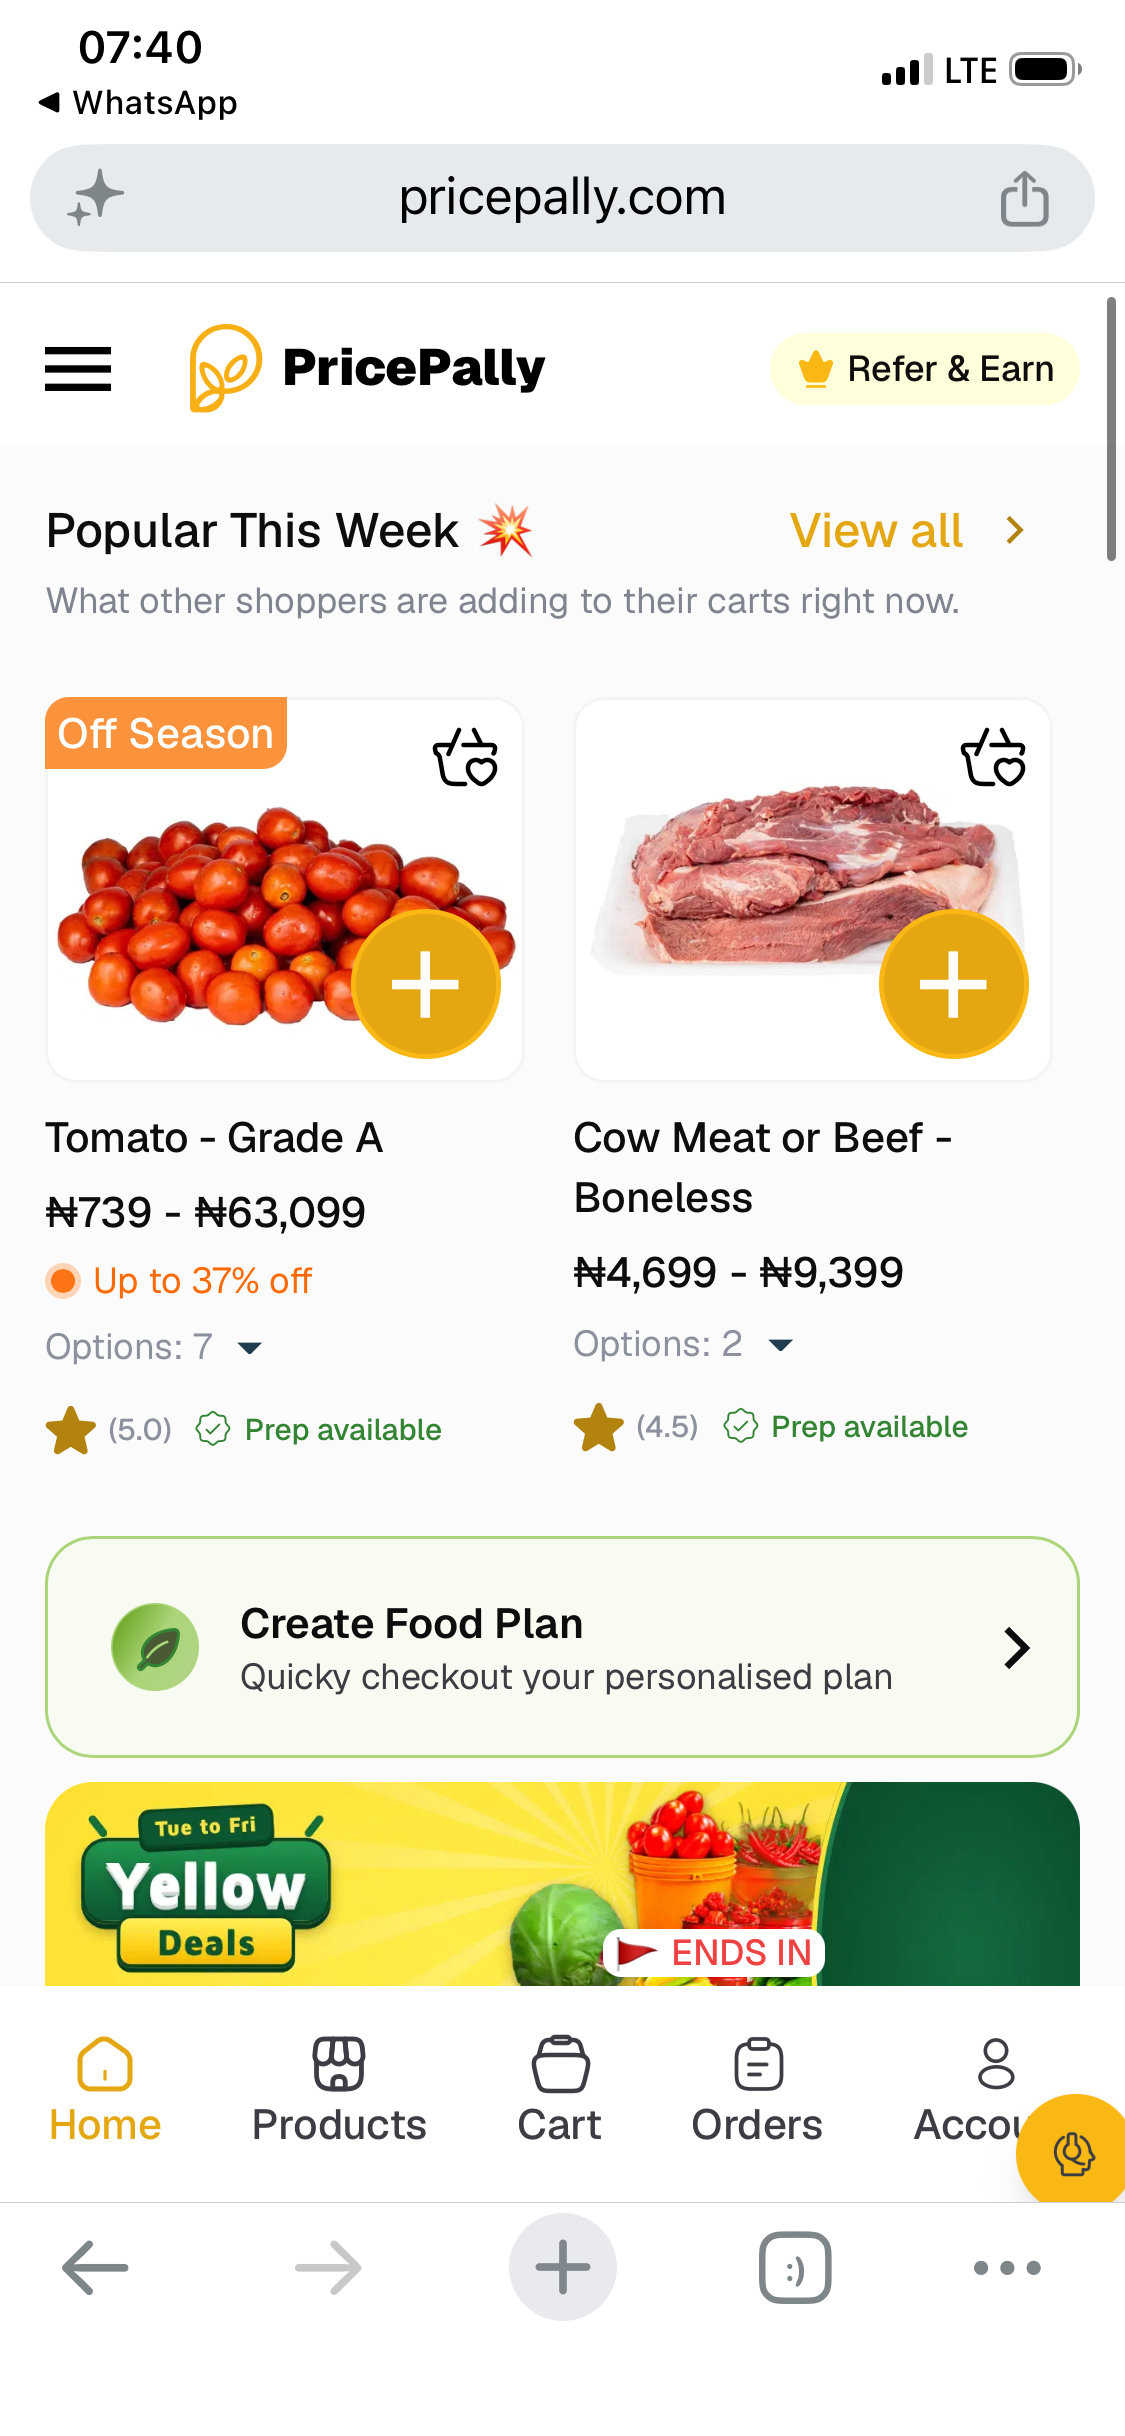 07:40
WhatsApp
LTE
pricepally.com
PricePally
Refer & Earn
Popular This Week
View all
What other shoppers are adding to their carts right now.
Off Season
Tomato - Grade A
₦739 - ₦63,099
Up to 37% off
Options: 7
(5.0)
Prep available
Cow Meat or Beef -
Boneless
₦4,699 - ₦9,399
Options: 2
(4.5)
Prep available
Create Food Plan
Quicky checkout your personalised plan
Tue to Fri
Yellow
Deals
ENDS IN
Home
Products
Cart
Orders
Accou
:)